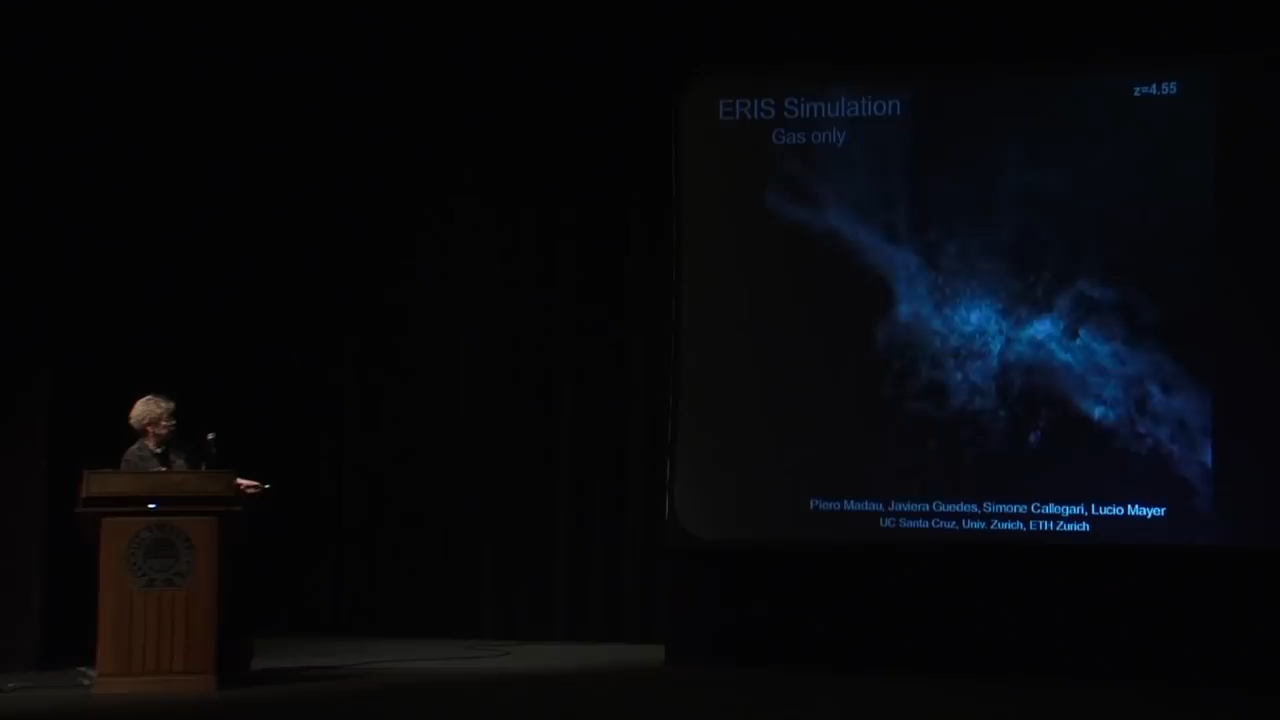 z=4.55
ERIS Simulation
Gas only
Piero Madau, Javiera Guedes, Simone Callegari, Lucio Mayer
UC Santa Cruz, Univ. Zurich, ETH Zurich